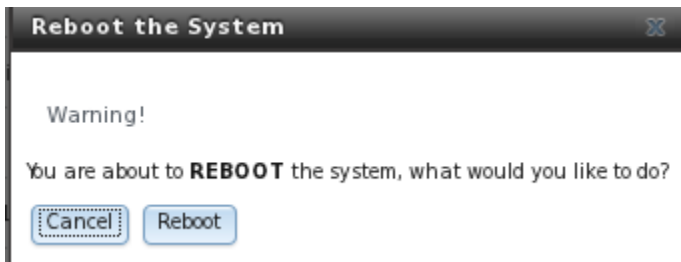 Reboot the System
Warning!
You are about to REBOOT the system, what would you like to do?
Cancel Reboot